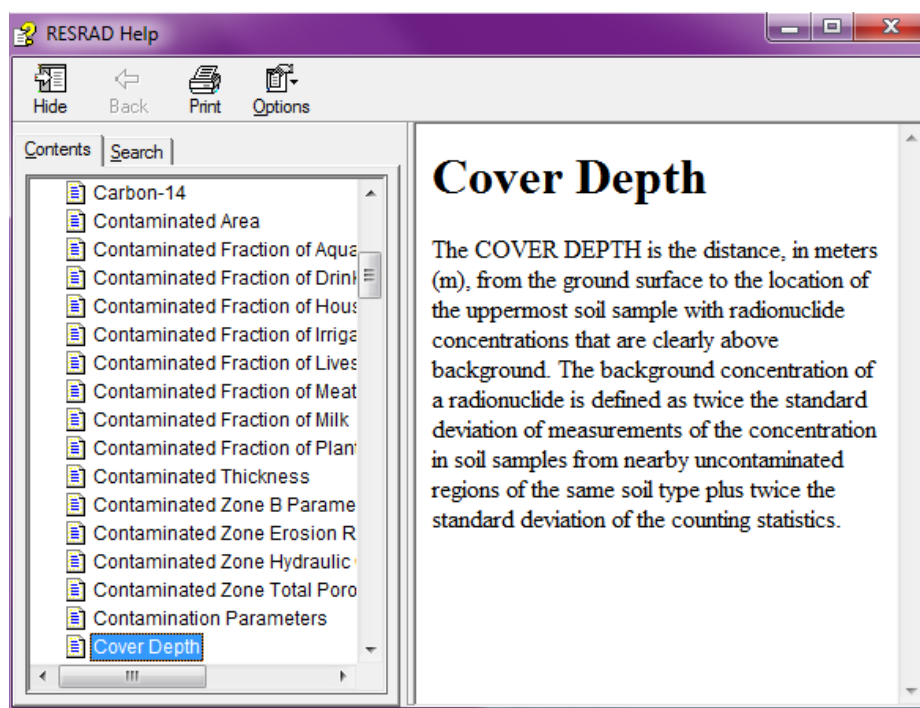 RESRAD Help
Hide
Back
Print
Options
Contents
Search
Carbon-14
Contaminated Area
Contaminated Fraction of Aqua
Contaminated Fraction of Drink
Contaminated Fraction of Hous
Contaminated Fraction of Irriga
Contaminated Fraction of Lives
Contaminated Fraction of Meat
Contaminated Fraction of Milk
Contaminated Fraction of Plant
Contaminated Thickness
Contaminated Zone B Parame
Contaminated Zone Erosion R
Contaminated Zone Hydraulic
Contaminated Zone Total Poro
Contamination Parameters
Cover Depth
Cover Depth
The COVER DEPTH is the distance, in meters
(m), from the ground surface to the location of
the uppermost soil sample with radionuclide
concentrations that are clearly above
background. The background concentration of
a radionuclide is defined as twice the standard
deviation of measurements of the concentration
in soil samples from nearby uncontaminated
regions of the same soil type plus twice the
standard deviation of the counting statistics.